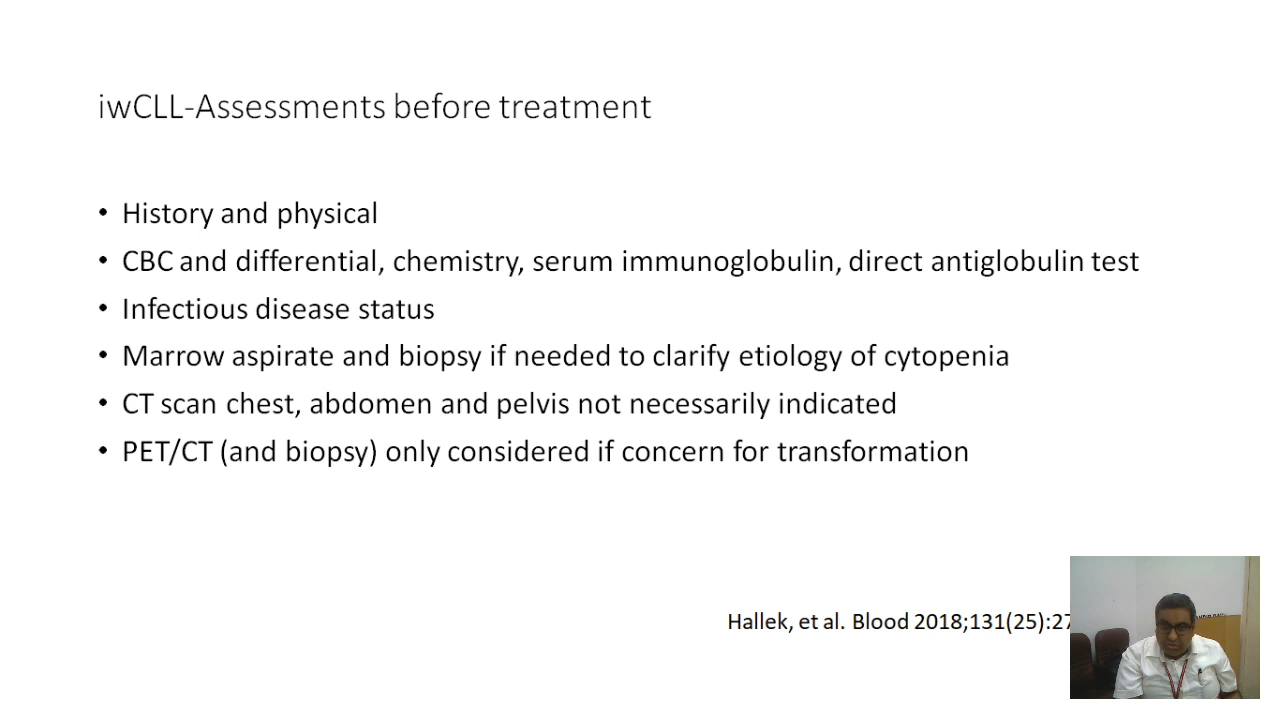 iwCLL-Assessments before treatment
• History and physical
• CBC and differential, chemistry, serum immunoglobulin, direct antiglobulin test
• Infectious disease status
• Marrow aspirate and biopsy if needed to clarify etiology of cytopenia
• CT scan chest, abdomen and pelvis not necessarily indicated
• PET/CT (and biopsy) only considered if concern for transformation
Hallek, et al. Blood 2018;131(25):27